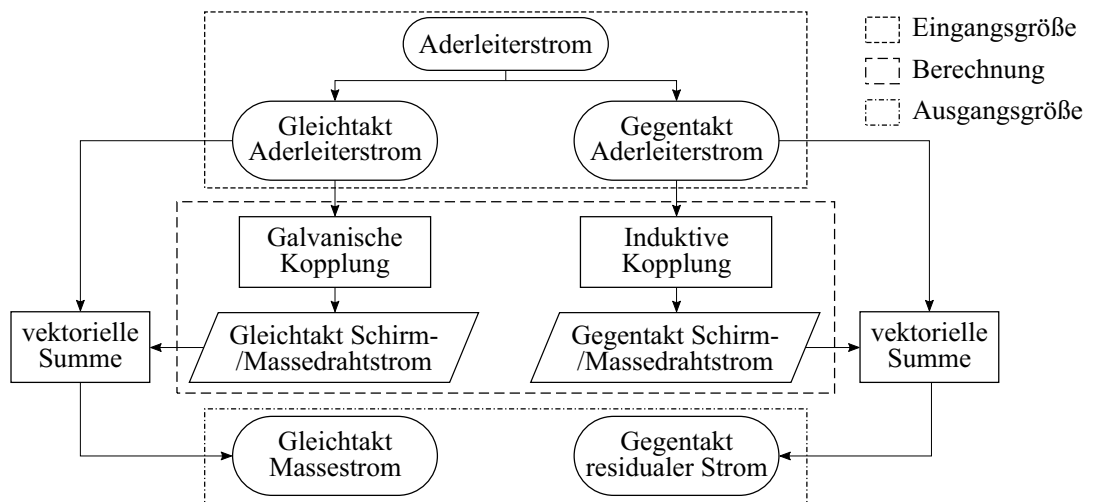 Aderleiterstrom
Eingangsgröße
Berechnung
Ausgangsgröße
Gleichtakt
Aderleiterstrom
Gegentakt
Aderleiterstrom
Galvanische
Kopplung
Induktive
Kopplung
vektorielle
Summe
Gleichtakt Schirm-
/Massedrahtstrom
Gegentakt Schirm-
/Massedrahtstrom
vektorielle
Summe
Gleichtakt
Massestrom
Gegentakt
residualer Strom